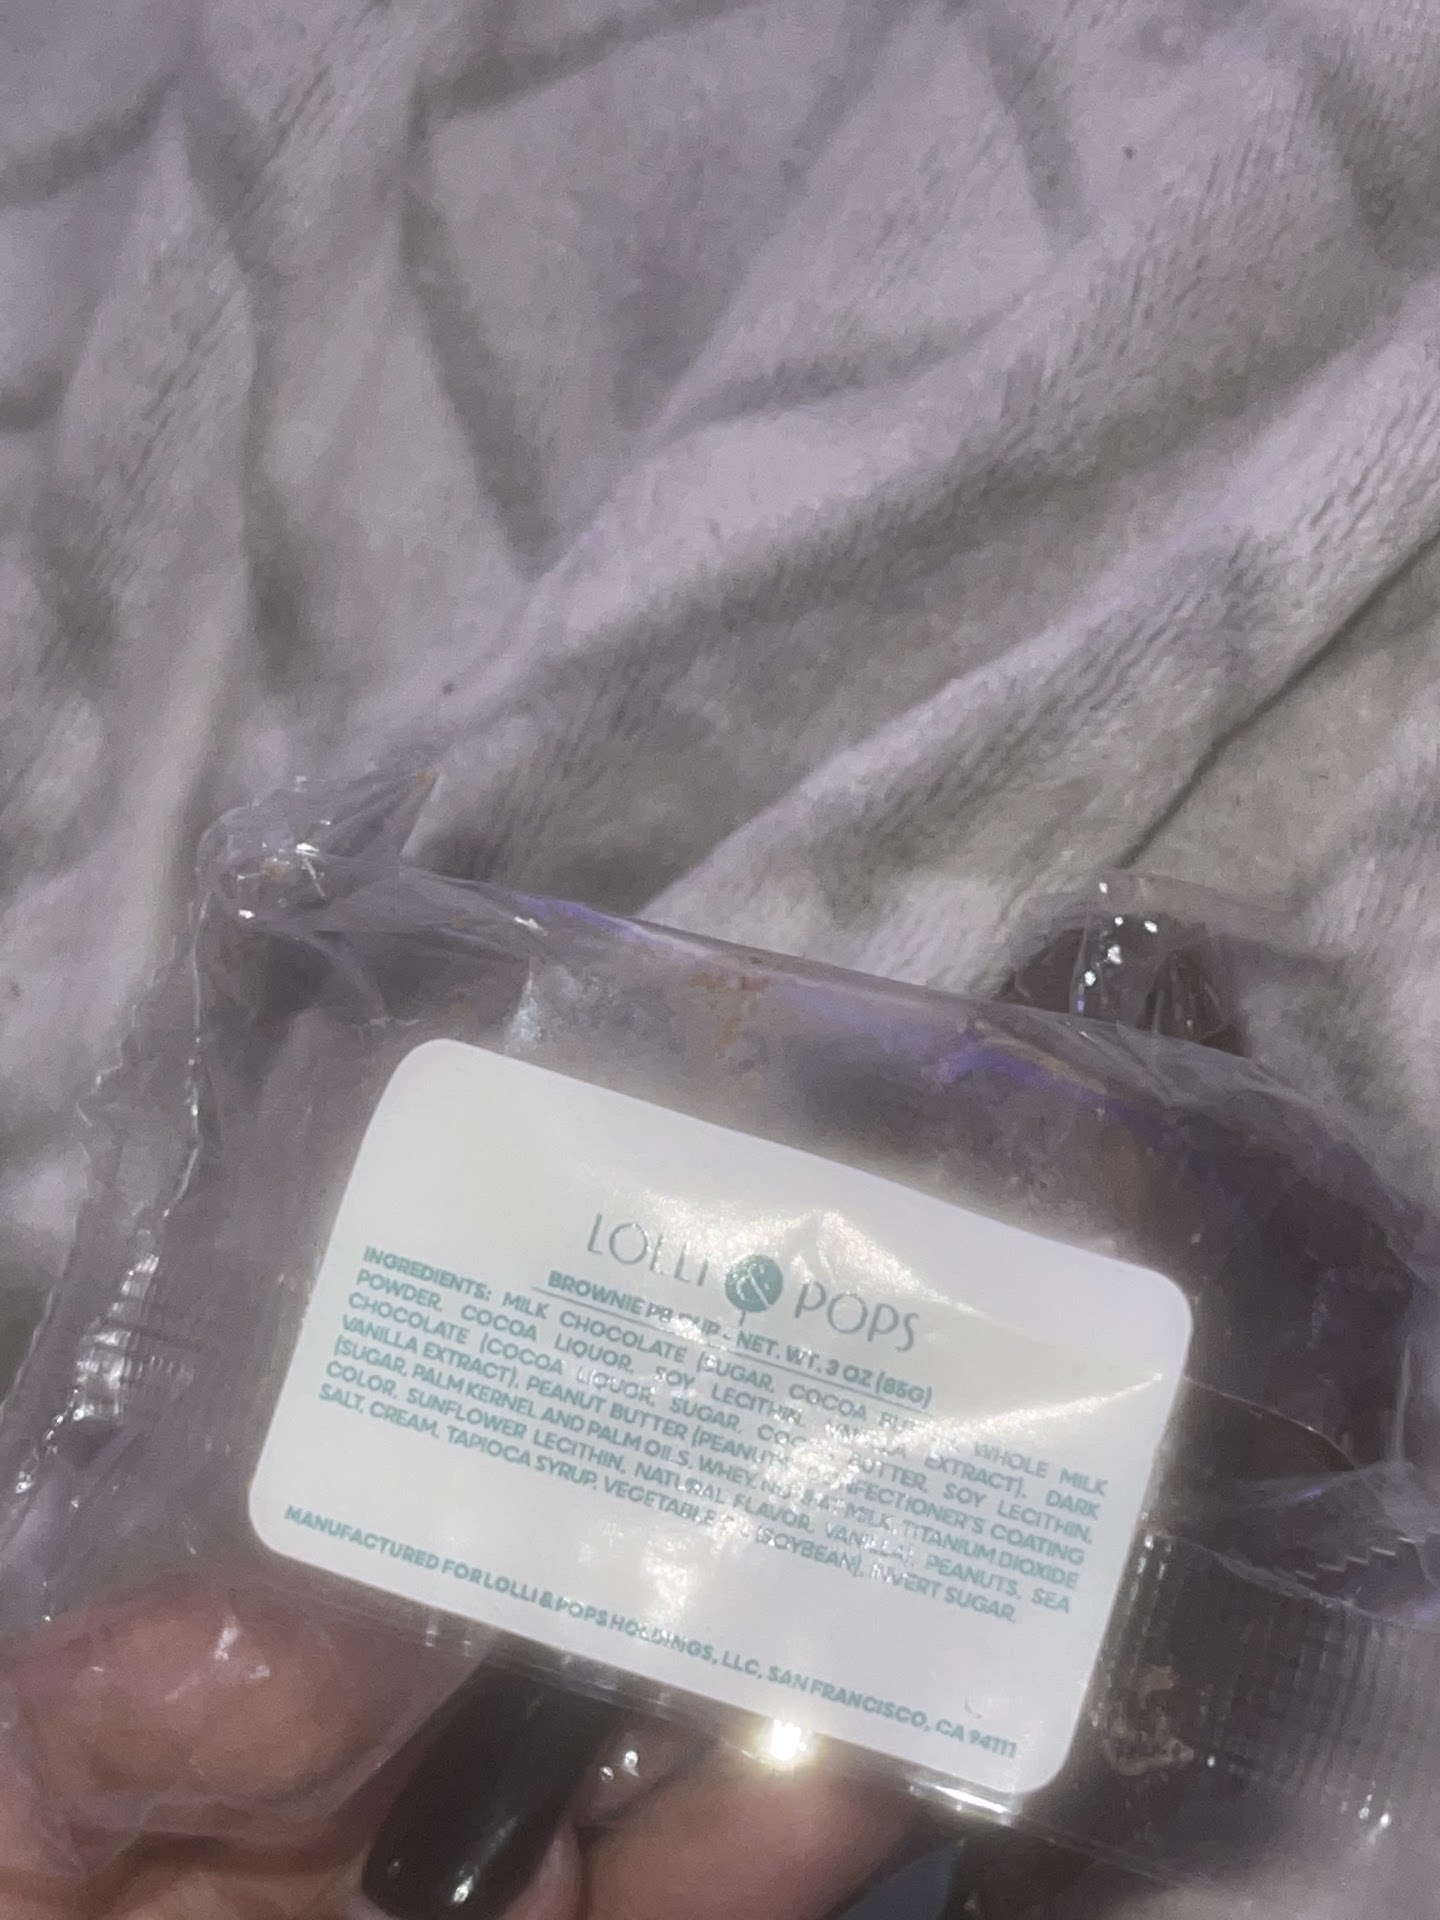 LOLLI & POPS
BROWNIE PB CUP - NET. WT. 3 OZ (85G)
INGREDIENTS: MILK CHOCOLATE (SUGAR, COCOA BUTTER, WHOLE MILK
POWDER, COCOA LIQUOR, SOY LECITHIN, VANILLA EXTRACT), DARK
CHOCOLATE (COCOA LIQUOR, SUGAR, COCOA BUTTER, SOY LECITHIN,
VANILLA EXTRACT), PEANUT BUTTER (PEANUTS), CONFECTIONER'S COATING
(SUGAR, PALM KERNEL AND PALM OILS, WHEY, NONFAT MILK, TITANIUM DIOXIDE
COLOR, SUNFLOWER LECITHIN, NATURAL FLAVOR, VANILLA), PEANUTS, SEA
SALT, CREAM, TAPIOCA SYRUP, VEGETABLE (SOYBEAN), INVERT SUGAR.
MANUFACTURED FOR LOLLI & POPS HOLDINGS, LLC, SAN FRANCISCO, CA 94111